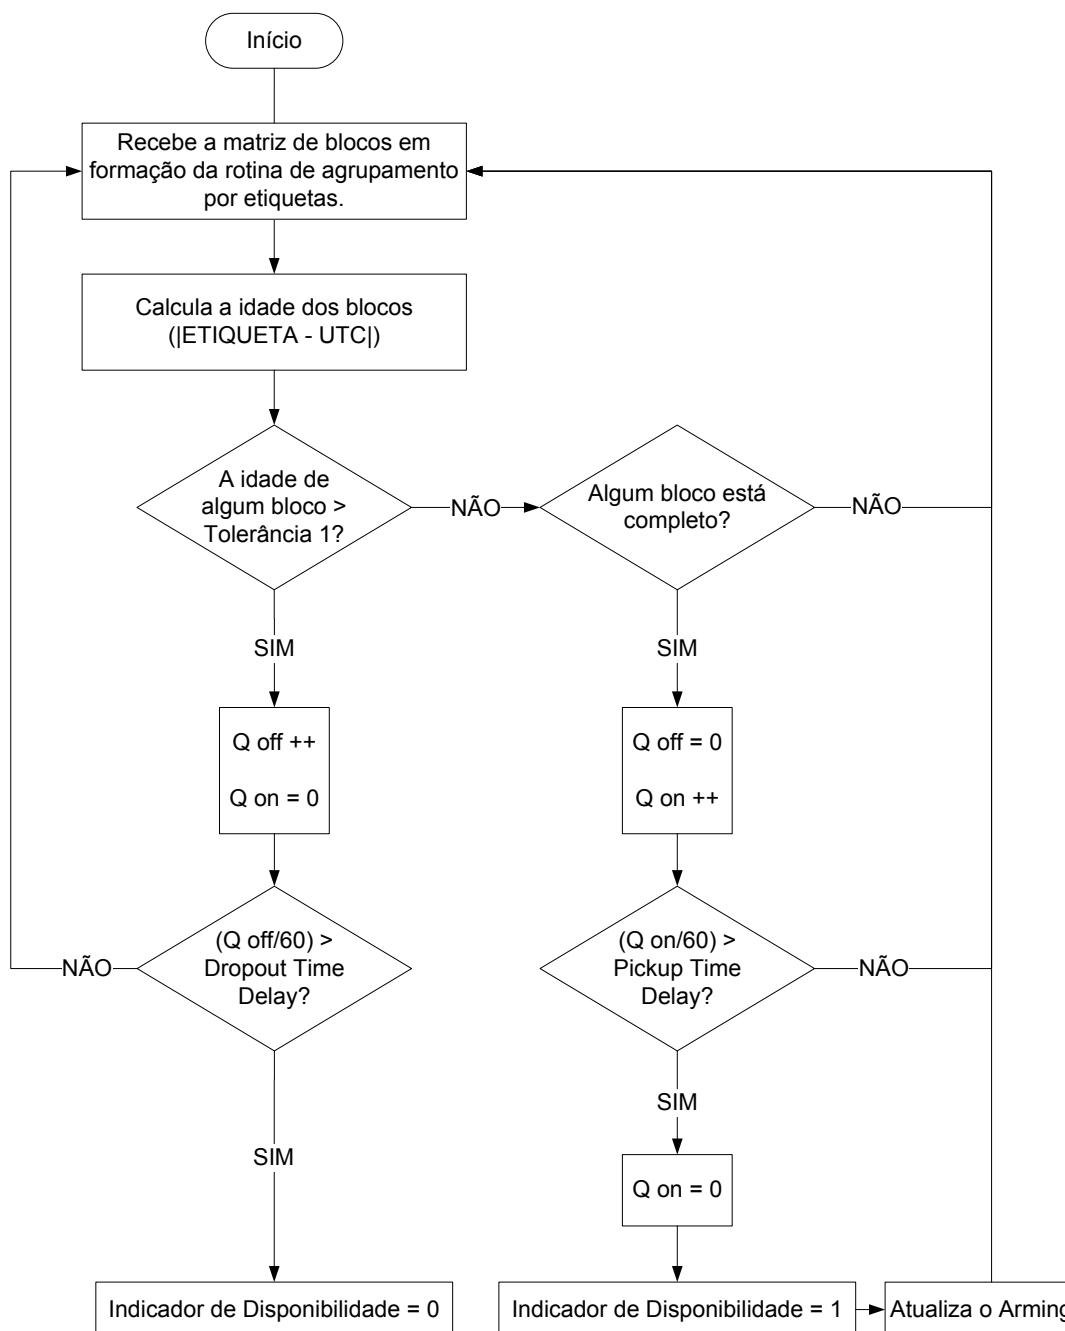 Início
Recebe a matriz de blocos em
formação da rotina de agrupamento
por etiquetas.
Calcula a idade dos blocos
(|ETIQUETA - UTC|)
A idade de
algum bloco >
Tolerância 1?
NÃO
Algum bloco está
completo?
NÃO
SIM
SIM
Q off ++
Q on = 0
Q off = 0
Q on ++
(Q off/60) >
Dropout Time
Delay?
NÃO
(Q on/60) >
Pickup Time
Delay?
NÃO
SIM
SIM
Q on = 0
Indicador de Disponibilidade = 0
Indicador de Disponibilidade = 1
Atualiza o Arming